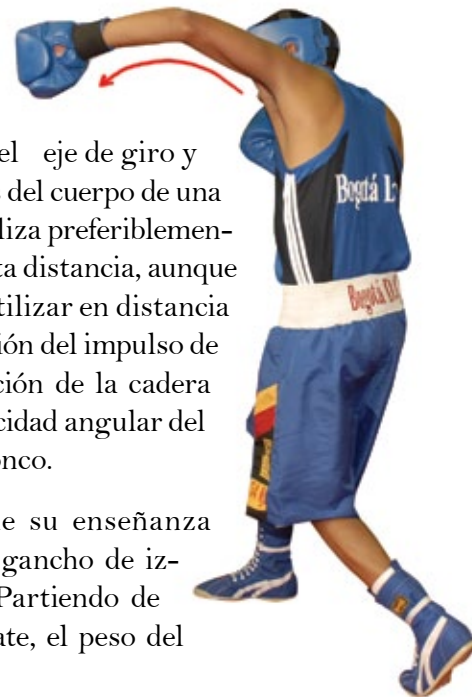 el eje de giro y
del cuerpo de una
liza preferiblemen-
ta distancia, aunque
tilizar en distancia
ión del impulso de
ción de la cadera
cidad angular del
onco.
e su enseñanza
gancho de iz-
Partiendo de
ate, el peso del
Bogotá
Bogotá D.C